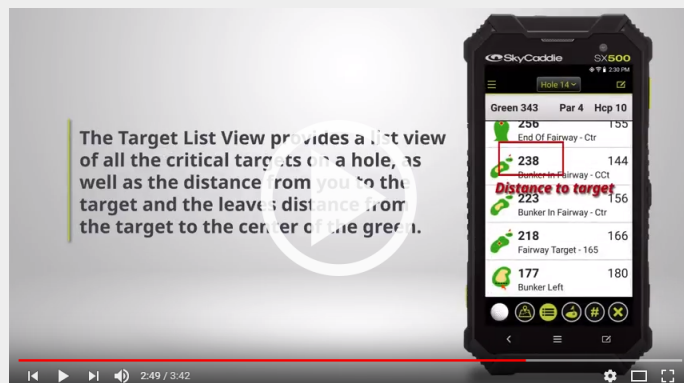 The Target List View provides a list view
of all the critical targets on a hole, as
well as the distance from you to the
target and the leaves distance from
the target to the center of the green.
SkyCaddie SX500
2:30 PM
Hole 14
Green 343 Par 4 Hcp 10
256 155
End Of Fairway - Ctr
238 144
Bunker In Fairway - CCt
Distance to target
223 156
Bunker In Fairway - Ctr
218 166
Fairway Target - 165
177 180
Bunker Left
#
2:49 / 3:42